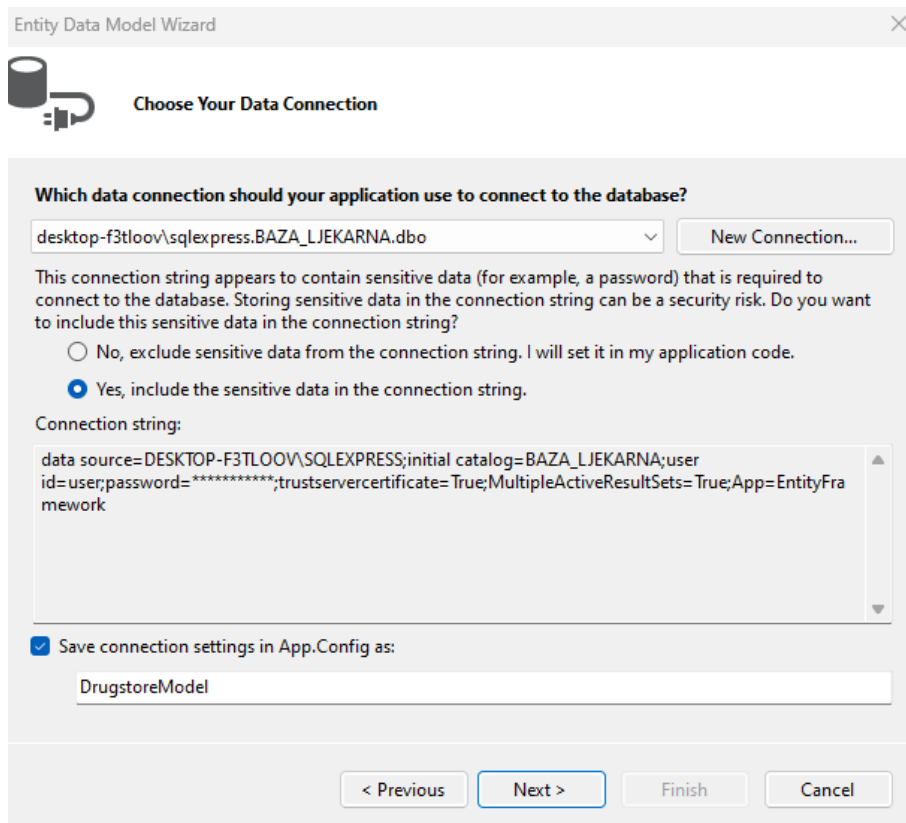 Entity Data Model Wizard
Choose Your Data Connection
Which data connection should your application use to connect to the database?
desktop-f3tloov\sqlexpress.BAZA_LJEKARNA.dbo
New Connection...
This connection string appears to contain sensitive data (for example, a password) that is required to
connect to the database. Storing sensitive data in the connection string can be a security risk. Do you want
to include this sensitive data in the connection string?
No, exclude sensitive data from the connection string. I will set it in my application code.
Yes, include the sensitive data in the connection string.
Connection string:
data source=DESKTOP-F3TLOOV\SQLEXPRESS;initial catalog=BAZA_LJEKARNA;user
id=user;password=***********;trustservercertificate=True;MultipleActiveResultSets=True;App=EntityFra
mework
Save connection settings in App.Config as:
DrugstoreModel
< Previous
Next >
Finish
Cancel